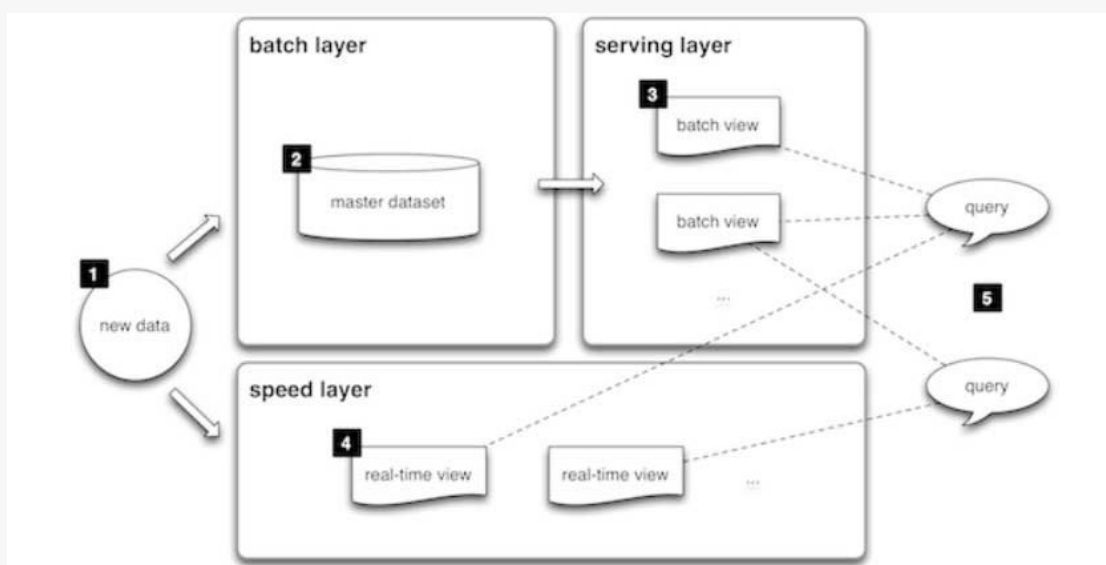 batch layer
serving layer
3
batch view
2
master dataset
query
batch view
1
new data
...
5
speed layer
query
4
real-time view
real-time view
...